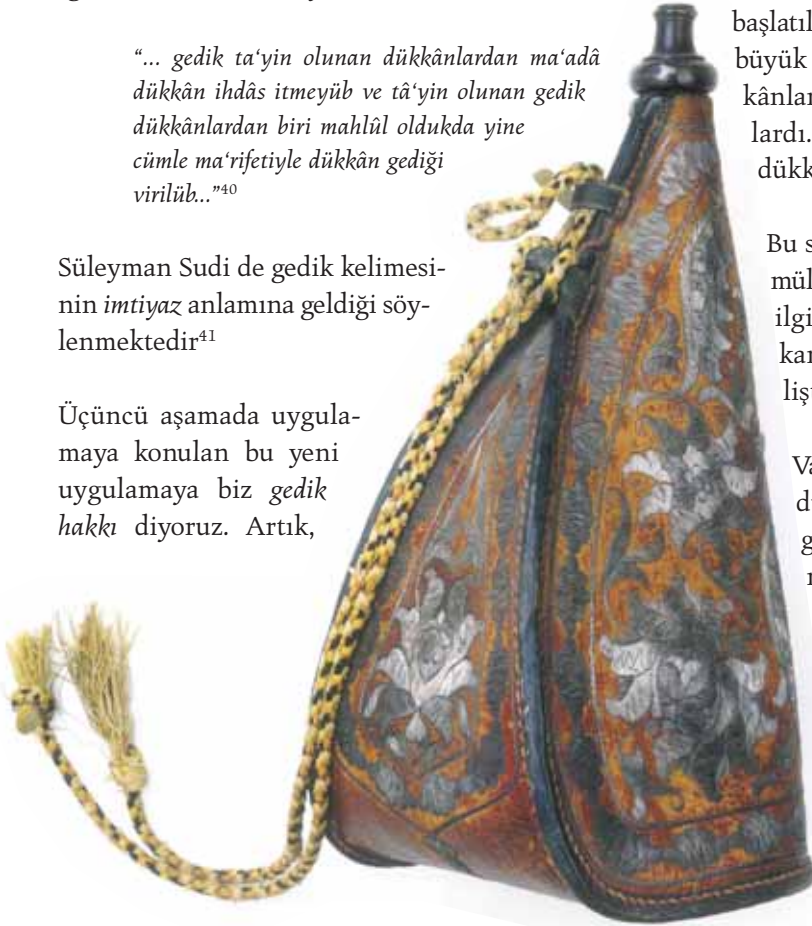 “... gedik ta‘yin olunan dükkânlardan ma‘adâ
dükkân ihdâs itmeyüb ve tâ‘yin olunan gedik
dükkânlardan biri mahlûl oldukda yine
cümle ma‘rifetiyle dükkân gediği
virilüb...”⁴⁰
Süleyman Sudi de gedik kelimesi-
nin imtiyaz anlamına geldiği söy-
lenmektedir⁴¹
Üçüncü aşamada uygula-
maya konulan bu yeni
uygulamaya biz gedik
hakkı diyoruz. Artık,
başlatıl
büyük
kânlar
lardı.
dükk
Bu s
mül
ilgi
kar
liş
Va
d
g